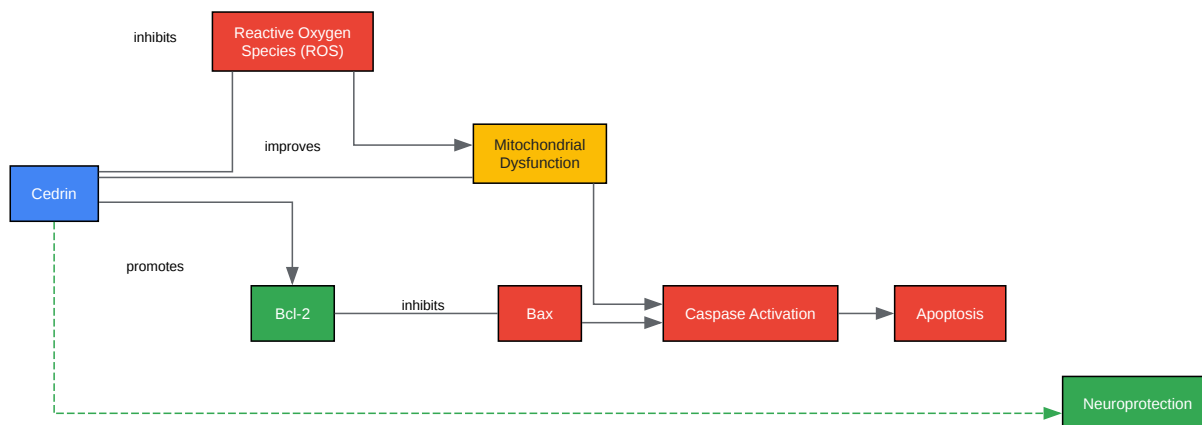 inhibits
Reactive Oxygen
Species (ROS)
improves
Mitochondrial
Dysfunction
Cedrin
promotes
Bcl-2
inhibits
Bax
Caspase Activation
Apoptosis
Neuroprotection